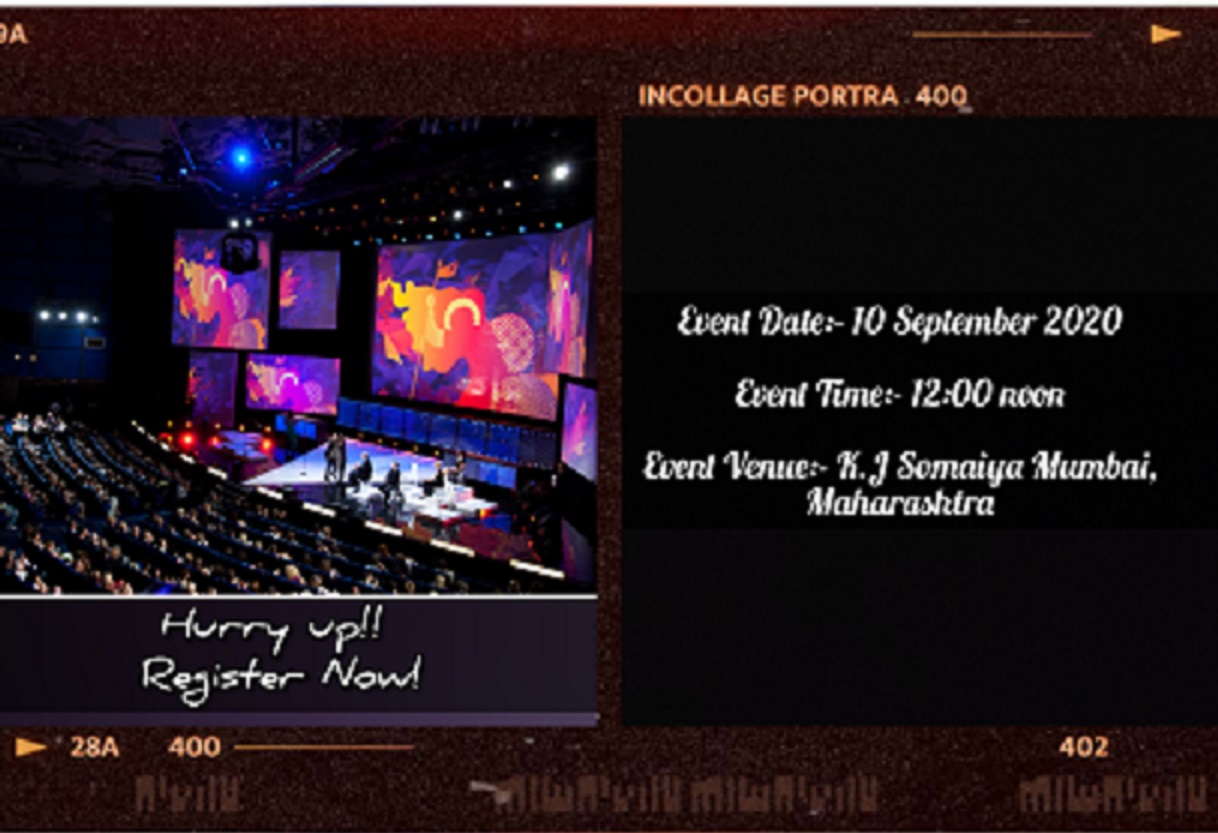 9A
INCOLLAGE PORTRA 400
Event Date:- 10 September 2020
Event Time:- 12:00 noon
Event Venue:- K.J Somaiya Mumbai,
Maharashtra
Hurry up!!
Register Now!
28A 400
402